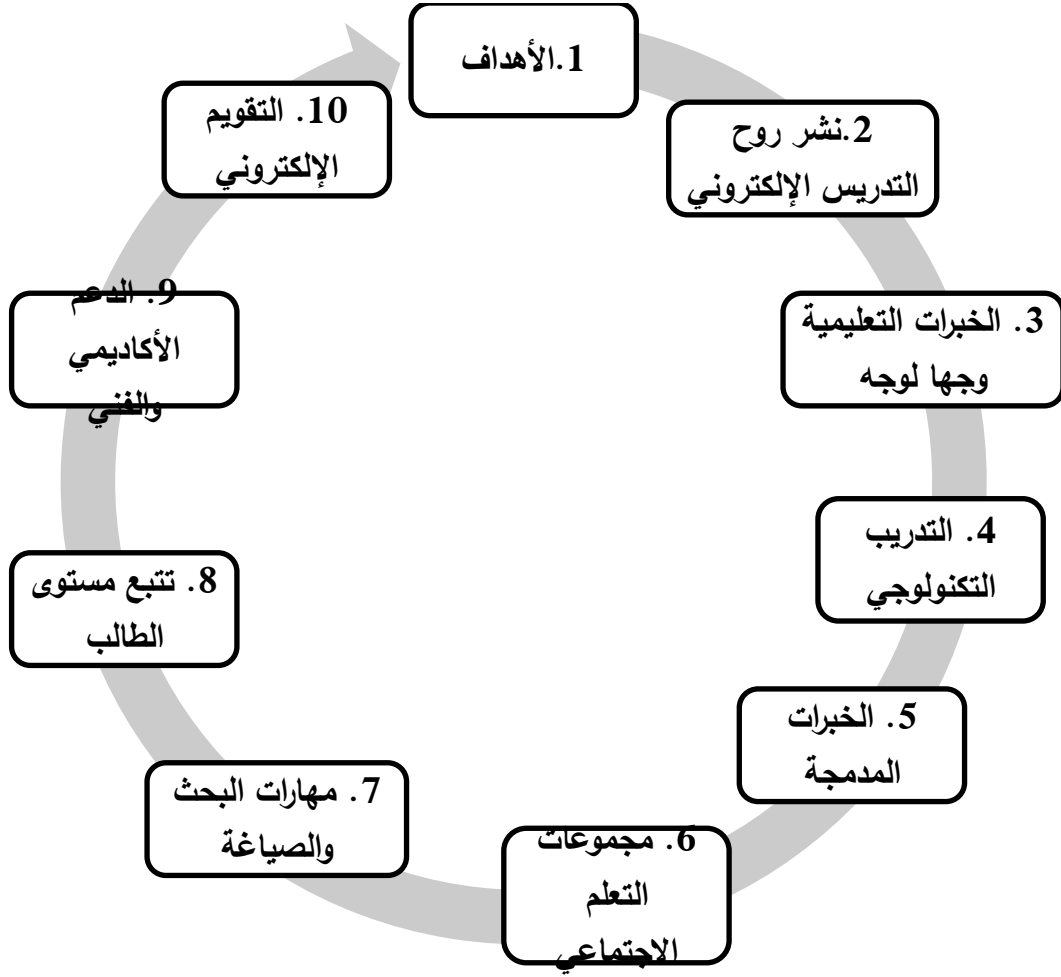 1.الأهداف
2.نشر روح
التدريس الإلكتروني
3. الخبرات التعليمية
وجها لوجه
4. التدريب
التكنولوجي
5. الخبرات
المدمجة
6. مجموعات
التعلم
الاجتماعي
7. مهارات البحث
والصياغة
8. تتبع مستوى
الطالب
9. الدعم
الأكاديمي
والفني
10. التقويم
الإلكتروني